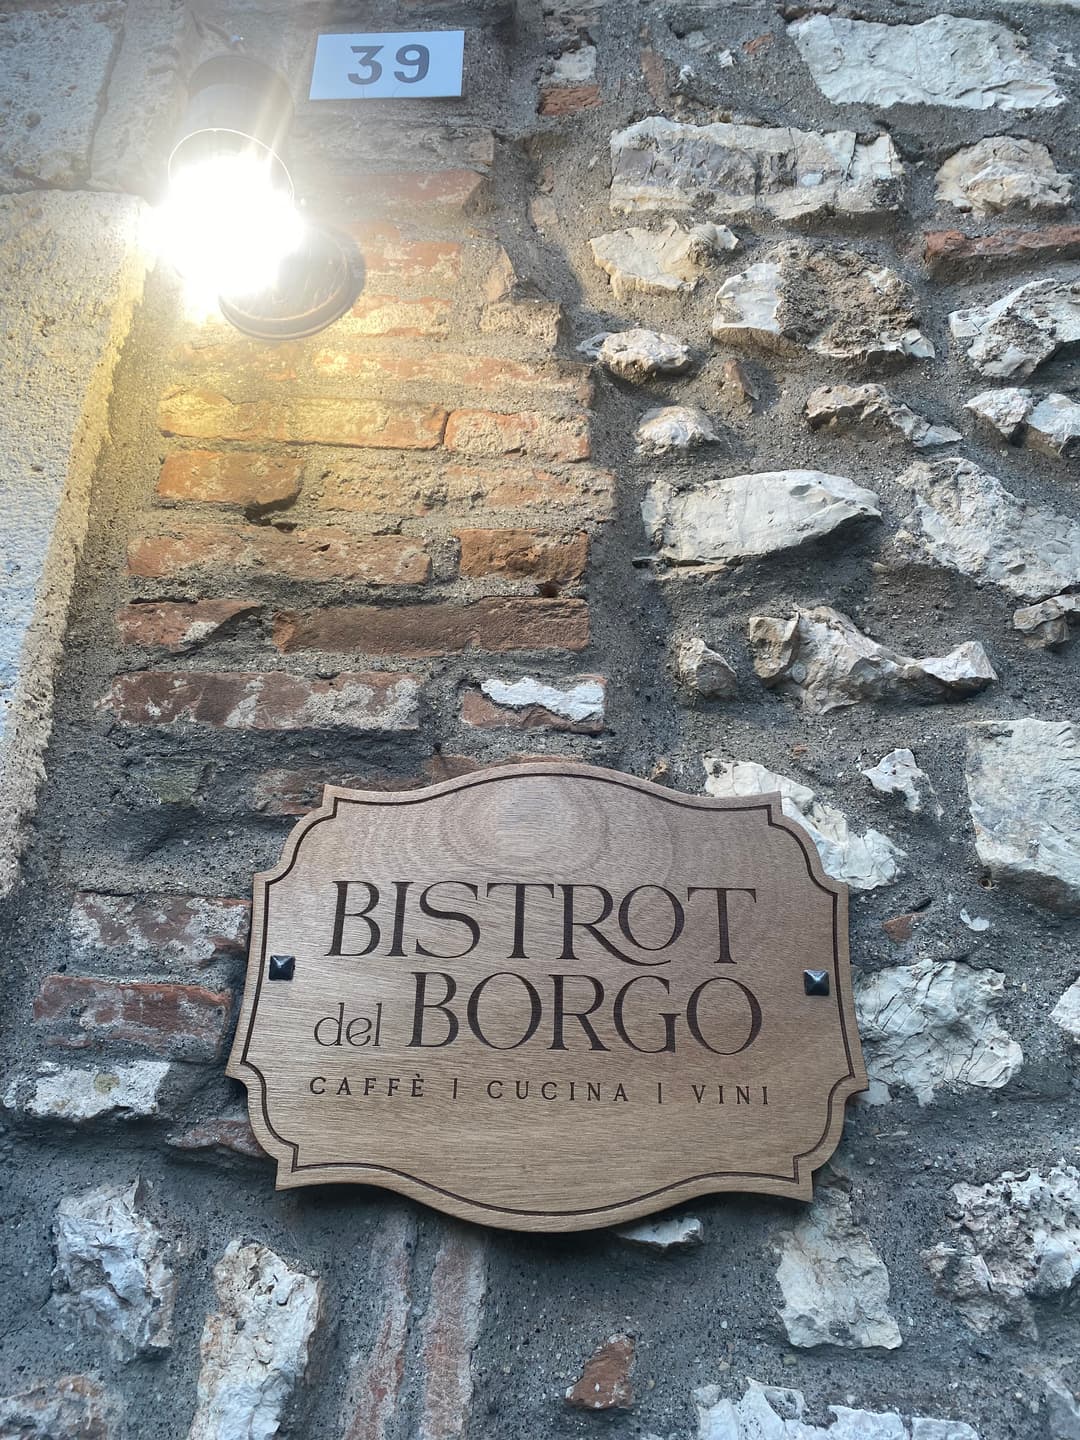 39
BISTROT
del BORGO
CAFFÈ | CUCINA | VINI